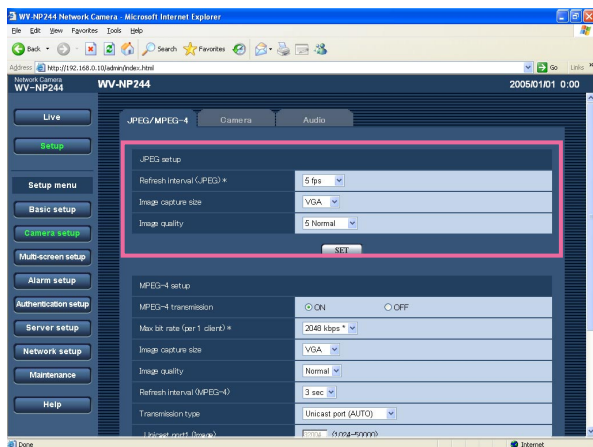 WV-NP244 Network Camera - Microsoft Internet Explorer
File Edit View Favorites Tools Help
Back Search Favorites
Address http://192.168.0.10/admin/index.html Go Links »
Network Camera
WV-NP244
WV-NP244 2005/01/01 0:00
Live
Setup
Setup menu
Basic setup
Camera setup
Multi-screen setup
Alarm setup
Authentication setup
Server setup
Network setup
Maintenance
Help
JPEG/MPEG-4 Camera Audio
JPEG setup
Refresh interval (JPEG) * 5 fps
Image capture size VGA
Image quality 5 Normal
SET
MPEG-4 setup
MPEG-4 transmission ON OFF
Max bit rate (per 1 client) * 2048 kbps *
Image capture size VGA
Image quality Normal
Refresh interval (MPEG-4) 3 sec
Transmission type Unicast port (AUTO)
Unicast port1 (Image) (1024-50000)
Done Internet